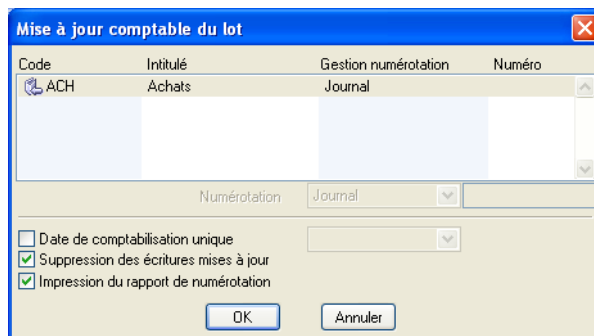 Mise à jour comptable du lot
Code Intitulé Gestion numérotation Numéro
ACH Achats Journal
Numérotation Journal
Date de comptabilisation unique
Suppression des écritures mises à jour
Impression du rapport de numérotation
OK Annuler